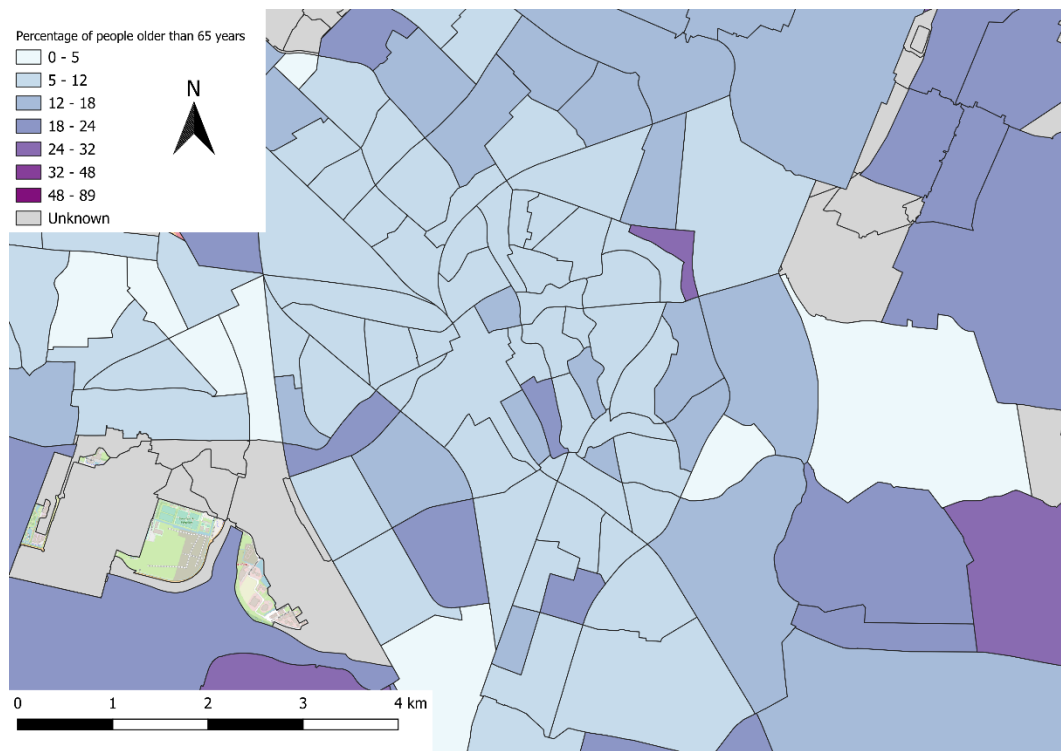 Percentage of people older than 65 years
0 - 5
5 - 12
12 - 18
18 - 24
24 - 32
32 - 48
48 - 89
Unknown
N
0 1 2 3 4 km